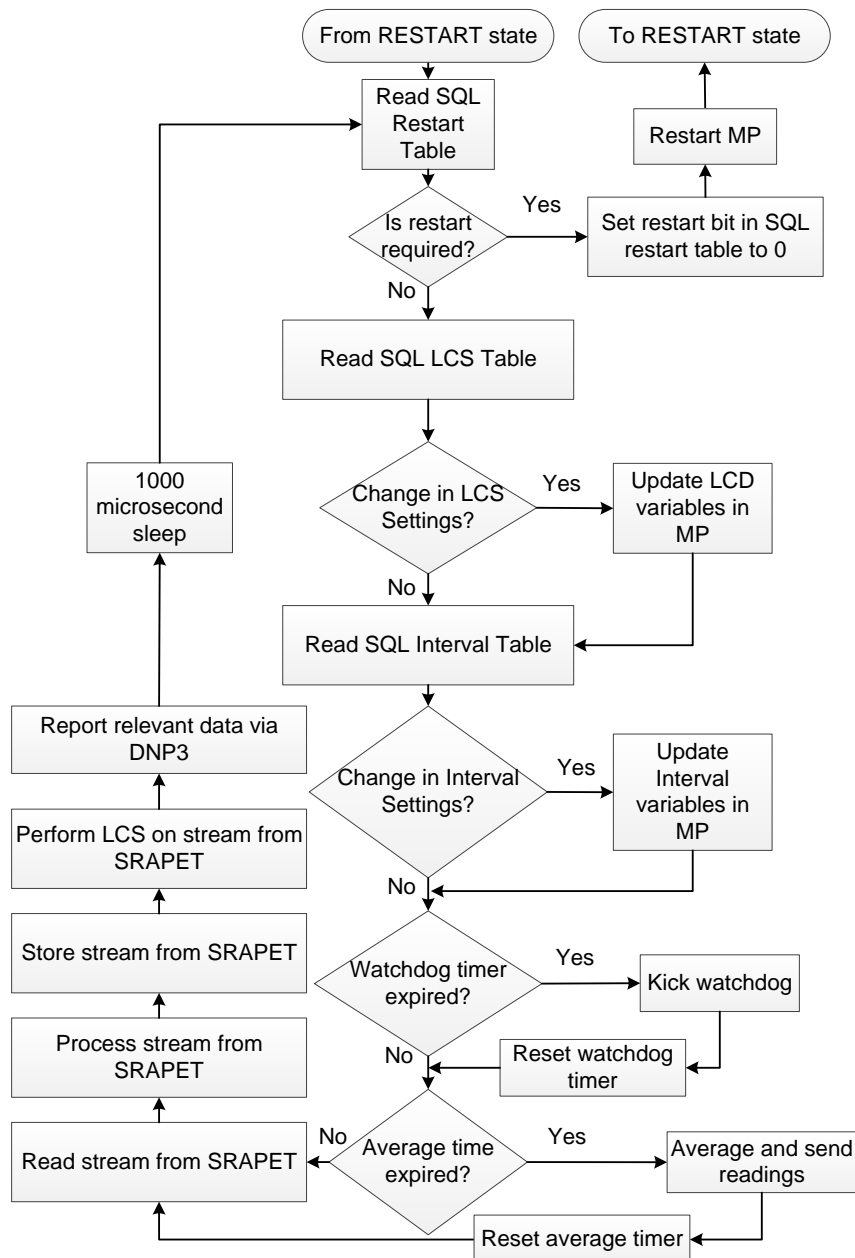 From RESTART state
To RESTART state
Read SQL
Restart
Table
Restart MP
Yes
Is restart
required?
Set restart bit in SQL
restart table to 0
No
Read SQL LCS Table
1000
microsecond
sleep
Change in LCS
Settings?
Yes
Update LCD
variables in
MP
No
Read SQL Interval Table
Report relevant data via
DNP3
Change in Interval
Settings?
Yes
Update
Interval
variables in
MP
Perform LCS on stream from
SRAPET
No
Store stream from SRAPET
Watchdog timer
expired?
Yes
Kick watchdog
Process stream from
SRAPET
No
Reset watchdog
timer
Read stream from SRAPET
No
Average time
expired?
Yes
Average and send
readings
Reset average timer